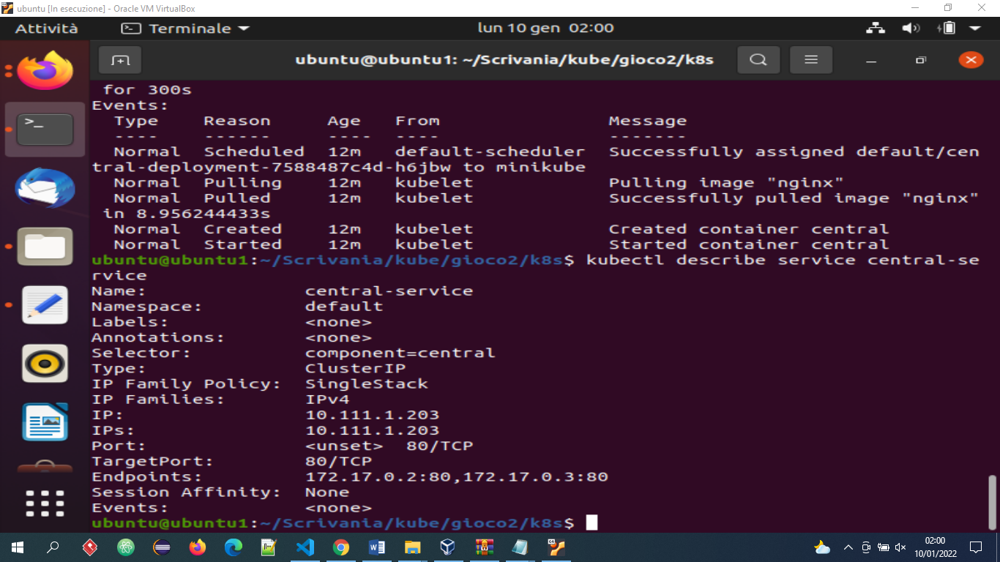 ubuntu [In esecuzione] - Oracle VM VirtualBox
Attività Terminale lun 10 gen 02:00
ubuntu@ubuntu1: ~/Scrivania/kube/gioco2/k8s
for 300s
Events:
Type Reason Age From Message
---- ------ ---- ---- -------
Normal Scheduled 12m default-scheduler Successfully assigned default/cen
tral-deployment-7588487c4d-h6jbw to minikube
Normal Pulling 12m kubelet Pulling image "nginx"
Normal Pulled 12m kubelet Successfully pulled image "nginx"
in 8.956244433s
Normal Created 12m kubelet Created container central
Normal Started 12m kubelet Started container central
ubuntu@ubuntu1:~/Scrivania/kube/gioco2/k8s$ kubectl describe service central-se
rvice
Name: central-service
Namespace: default
Labels: <none>
Annotations: <none>
Selector: component=central
Type: ClusterIP
IP Family Policy: SingleStack
IP Families: IPv4
IP: 10.111.1.203
IPs: 10.111.1.203
Port: <unset> 80/TCP
TargetPort: 80/TCP
Endpoints: 172.17.0.2:80,172.17.0.3:80
Session Affinity: None
Events: <none>
ubuntu@ubuntu1:~/Scrivania/kube/gioco2/k8s$
02:00
10/01/2022